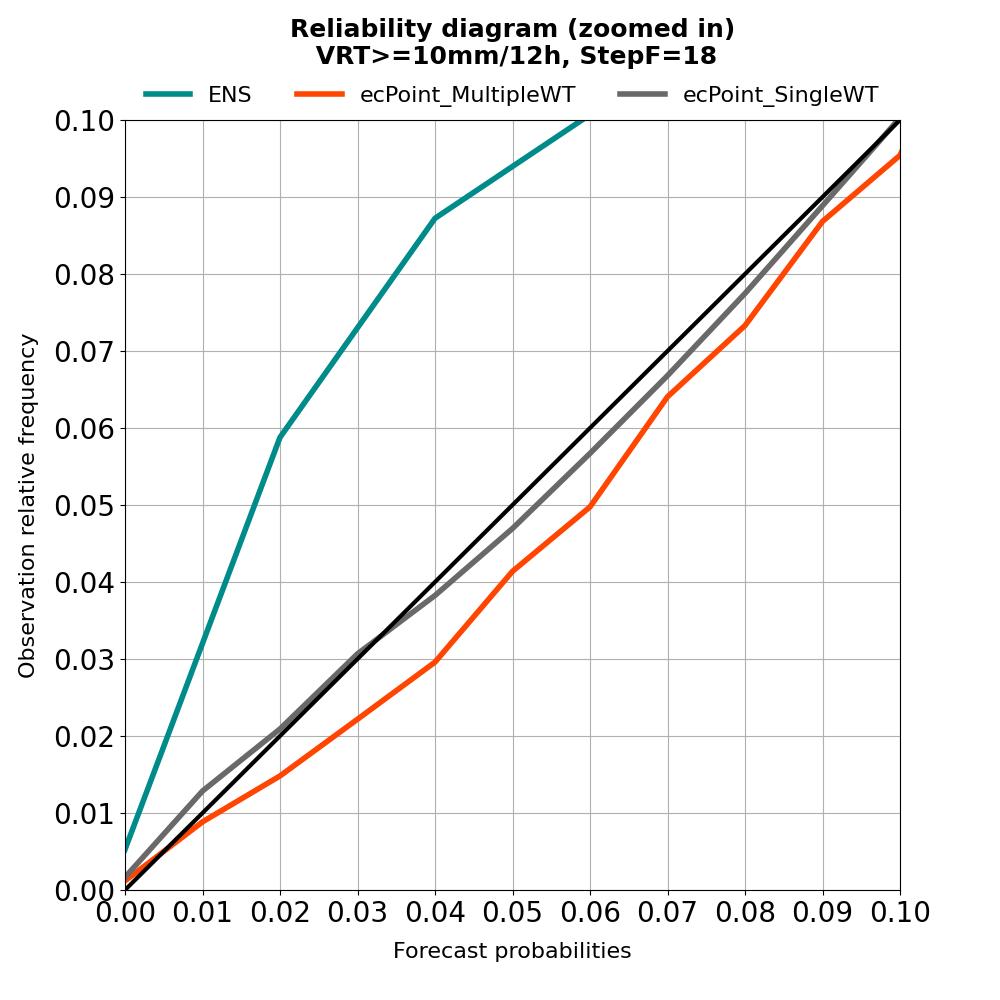 Reliability diagram (zoomed in)
VRT>=10mm/12h, StepF=18
ENS ecPoint_MultipleWT ecPoint_SingleWT
0.10
0.09
0.08
0.07
0.06
0.05
0.04
0.03
0.02
0.01
0.00
Observation relative frequency
0.00 0.01 0.02 0.03 0.04 0.05 0.06 0.07 0.08 0.09 0.10
Forecast probabilities